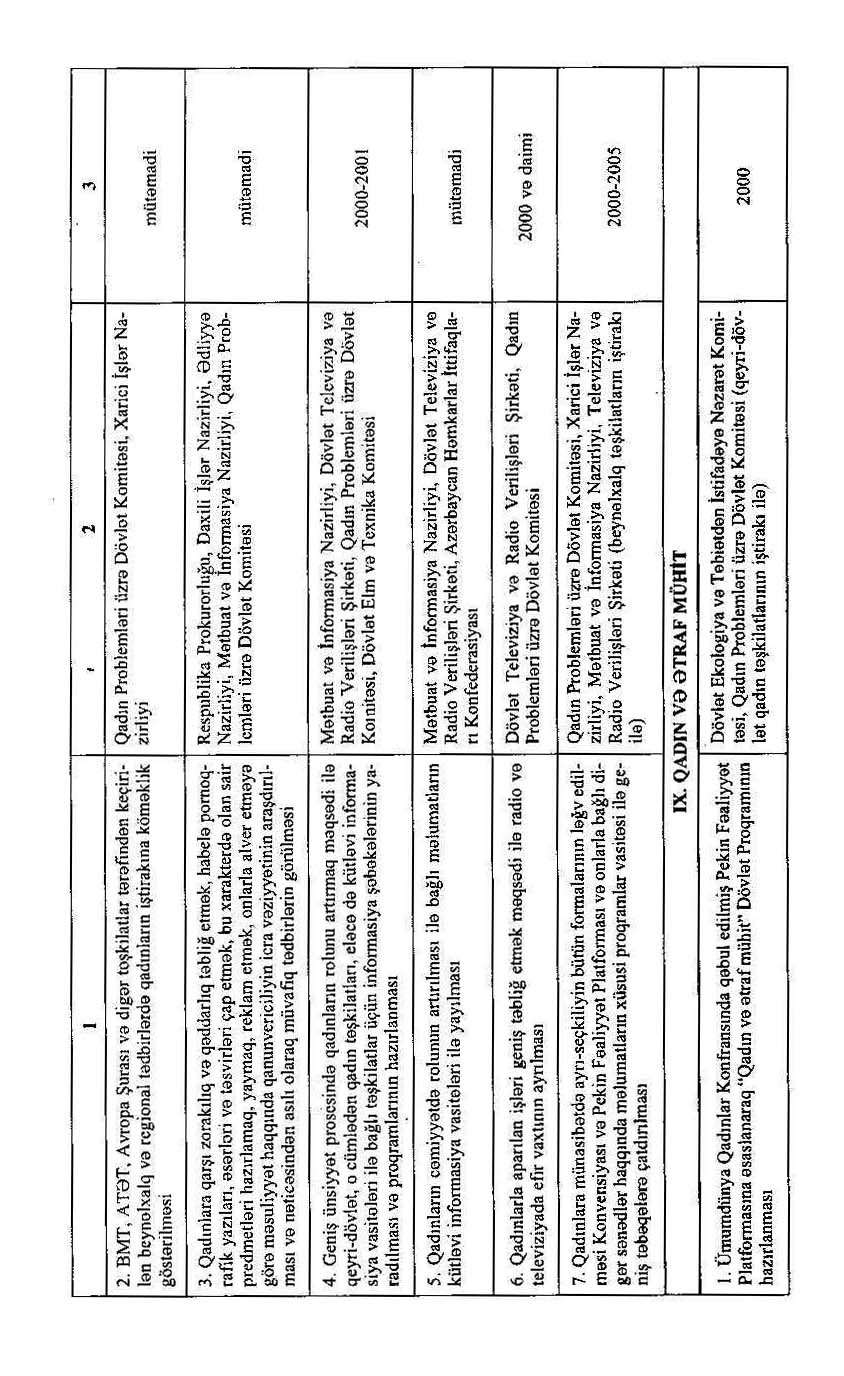 1
2
3
2. BMT, ATƏT, Avropa Şurası və digər təşkilatlar tərəfindən keçiri-
lən beynəlxalq və regional tədbirlərdə qadınların iştirakına köməklik
göstərilməsi
Qadın Problemləri üzrə Dövlət Komitəsi, Xarici İşlər Na-
zirliyi
mütəmadi
3. Qadınlara qarşı zorakılıq və qəddarlıq təbliğ etmək, habelə pornoq-
rafik yazıları, əsərləri və təsvirləri çap etmək, bu xarakterdə olan sair
predmetləri hazırlamaq, yaymaq, reklam etmək, onlarla alver etməyə
görə məsuliyyət haqqında qanunvericiliyin icra vəziyyətinin araşdırıl-
ması və nəticəsindən asılı olaraq müvafiq tədbirlərin görülməsi
Respublika Prokurorluğu, Daxili İşlər Nazirliyi, Ədliyyə
Nazirliyi, Mətbuat və İnformasiya Nazirliyi, Qadın Prob-
lemləri üzrə Dövlət Komitəsi
mütəmadi
4. Geniş ünsiyyət prosesində qadınların rolunu artırmaq məqsədi ilə
qeyri-dövlət, o cümlədən qadın təşkilatları, eləcə də kütləvi informa-
siya vasitələri ilə bağlı təşkilatlar üçün informasiya şəbəkələrinin ya-
radılması və proqramlarının hazırlanması
Mətbuat və İnformasiya Nazirliyi, Dövlət Televiziya və
Radio Verilişləri Şirkəti, Qadın Problemləri üzrə Dövlət
Komitəsi, Dövlət Elm və Texnika Komitəsi
2000-2001
5. Qadınların cəmiyyətdə rolunun artırılması ilə bağlı məlumatların
kütləvi informasiya vasitələri ilə yayılması
Mətbuat və İnformasiya Nazirliyi, Dövlət Televiziya və
Radio Verilişləri Şirkəti, Azərbaycan Həmkarlar İttifaqla-
rı Konfederasiyası
mütəmadi
6. Qadınlarla aparılan işləri geniş təbliğ etmək məqsədi ilə radio və
televiziyada efir vaxtının ayrılması
Dövlət Televiziya və Radio Verilişləri Şirkəti, Qadın
Problemləri üzrə Dövlət Komitəsi
2000 və daimi
7. Qadınlara münasibətdə ayrı-seçkiliyin bütün formalarının ləğv edil-
məsi Konvensiyası və Pekin Fəaliyyət Platforması və onlarla bağlı di-
gər sənədlər haqqında məlumatların xüsusi proqramlar vasitəsi ilə ge-
niş təbəqələrə çatdırılması
Qadın Problemləri üzrə Dövlət Komitəsi, Xarici İşlər Na-
zirliyi, Mətbuat və İnformasiya Nazirliyi, Televiziya və
Radio Verilişləri Şirkəti (beynəlxalq təşkilatların iştirakı
ilə)
2000-2005
IX. QADIN VƏ ƏTRAF MÜHİT
1. Ümumdünya Qadınlar Konfransında qəbul edilmiş Pekin Fəaliyyət
Platformasına əsaslanaraq "Qadın və ətraf mühit" Dövlət Proqramının
hazırlanması
Dövlət Ekologiya və Təbiətdən İstifadəyə Nəzarət Komi-
təsi, Qadın Problemləri üzrə Dövlət Komitəsi (qeyri-döv-
lət qadın təşkilatlarının iştirakı ilə)
2000